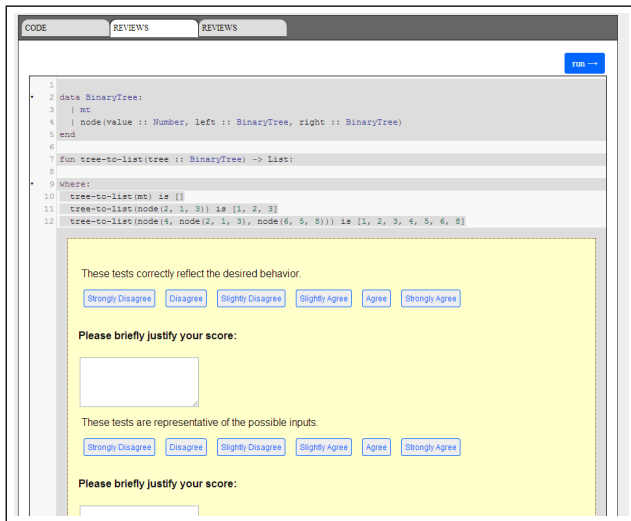 CODE REVIEWS REVIEWS
run →
1
2 data BinaryTree:
3 | mt
4 | node(value :: Number, left :: BinaryTree, right :: BinaryTree)
5 end
6
7 fun tree-to-list(tree :: BinaryTree) -> List:
8
9 where:
10 tree-to-list(mt) is []
11 tree-to-list(node(2, 1, 3)) is [1, 2, 3]
12 tree-to-list(node(4, node(2, 1, 3), node(6, 5, 8))) is [1, 2, 3, 4, 5, 6, 8]
These tests correctly reflect the desired behavior.
Strongly Disagree Disagree Slightly Disagree Slightly Agree Agree Strongly Agree
Please briefly justify your score:
These tests are representative of the possible inputs.
Strongly Disagree Disagree Slightly Disagree Slightly Agree Agree Strongly Agree
Please briefly justify your score: